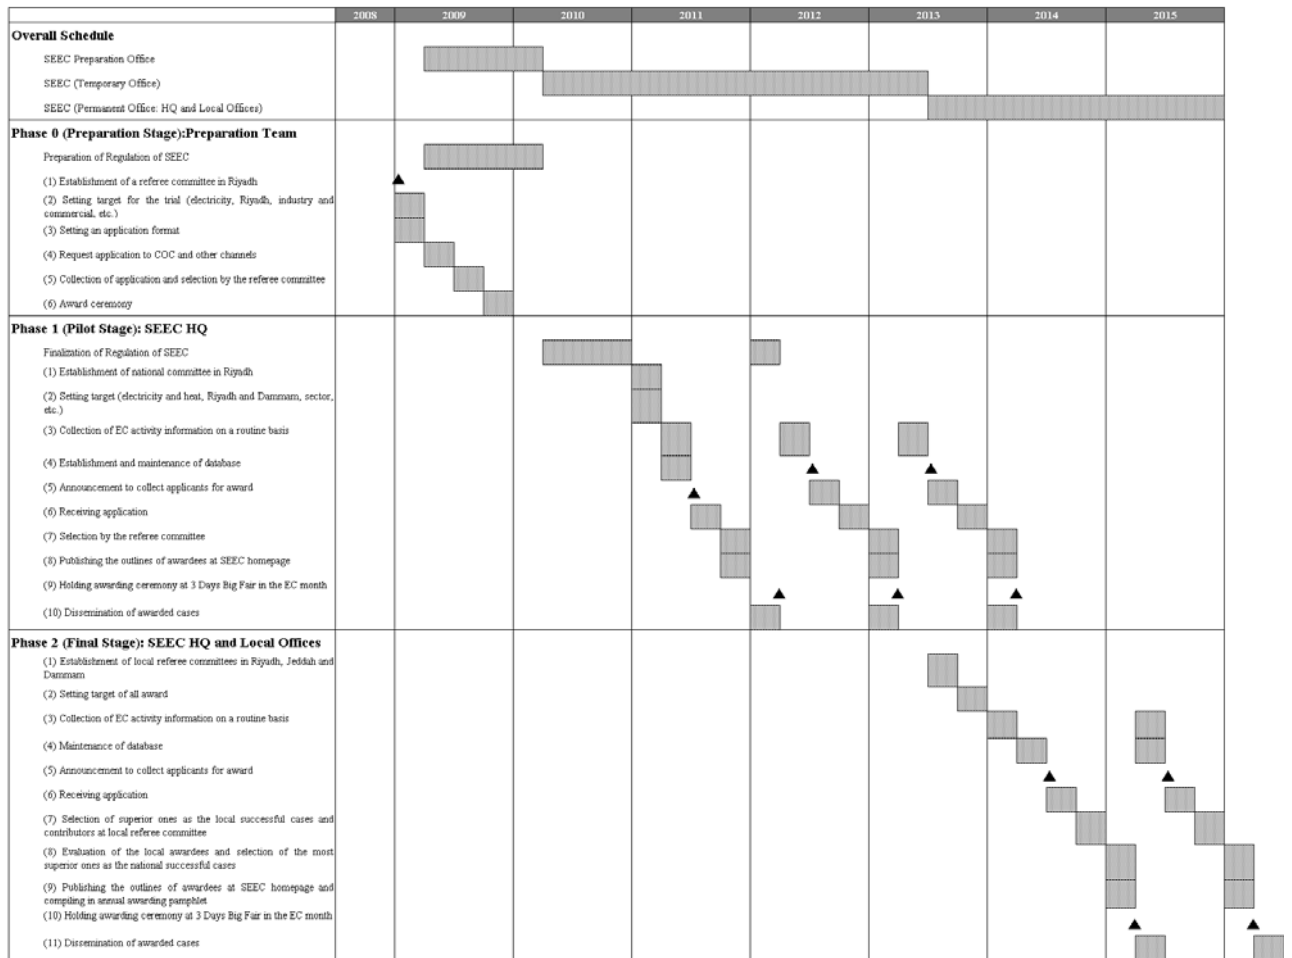 2008 2009 2010 2011 2012 2013 2014 2015
Overall Schedule
SEEC Preparation Office
SEEC (Temporary Office)
SEEC (Permanent Office: HQ and Local Offices)
Phase 0 (Preparation Stage):Preparation Team
Preparation of Regulation of SEEC
(1) Establishment of a referee committee in Riyadh
(2) Setting target for the trial (electricity, Riyadh, industry and
commercial, etc.)
(3) Setting an application format
(4) Request application to COC and other channels
(5) Collection of application and selection by the referee committee
(6) Award ceremony
Phase 1 (Pilot Stage): SEEC HQ
Finalization of Regulation of SEEC
(1) Establishment of national committee in Riyadh
(2) Setting target (electricity and heat, Riyadh and Dammam, sector,
etc.)
(3) Collection of EC activity information on a routine basis
(4) Establishment and maintenance of database
(5) Announcement to collect applicants for award
(6) Receiving application
(7) Selection by the referee committee
(8) Publishing the outlines of awardees at SEEC homepage
(9) Holding awarding ceremony at 3 Days Big Fair in the EC month
(10) Dissemination of awarded cases
Phase 2 (Final Stage): SEEC HQ and Local Offices
(1) Establishment of local referee committees in Riyadh, Jeddah and
Dammam
(2) Setting target of all award
(3) Collection of EC activity information on a routine basis
(4) Maintenance of database
(5) Announcement to collect applicants for award
(6) Receiving application
(7) Selection of superior ones as the local successful cases and
contributors at local referee committee
(8) Evaluation of the local awardees and selection of the most
superior ones as the national successful cases
(9) Publishing the outlines of awardees at SEEC homepage and
compiling in annual awarding pamphlet
(10) Holding awarding ceremony at 3 Days Big Fair in the EC month
(11) Dissemination of awarded cases